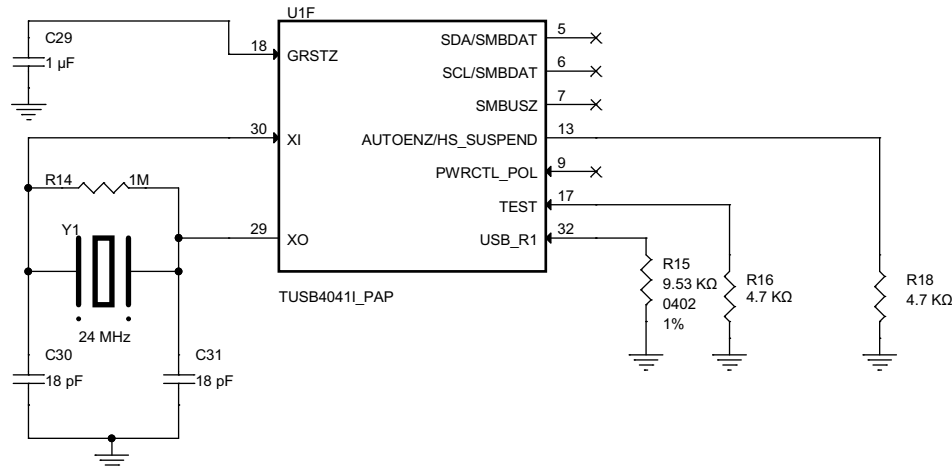 U1F
C29
1 µF
18
GRSTZ
SDA/SMBDAT
5
SCL/SMBDAT
6
SMBUSZ
7
30
XI
AUTOENZ/HS_SUSPEND
13
PWRCTL_POL
9
R14
1M
TEST
17
Y1
29
XO
USB_R1
32
R15
9.53 KΩ
0402
1%
R16
4.7 KΩ
R18
4.7 KΩ
TUSB4041I_PAP
24 MHz
C30
18 pF
C31
18 pF